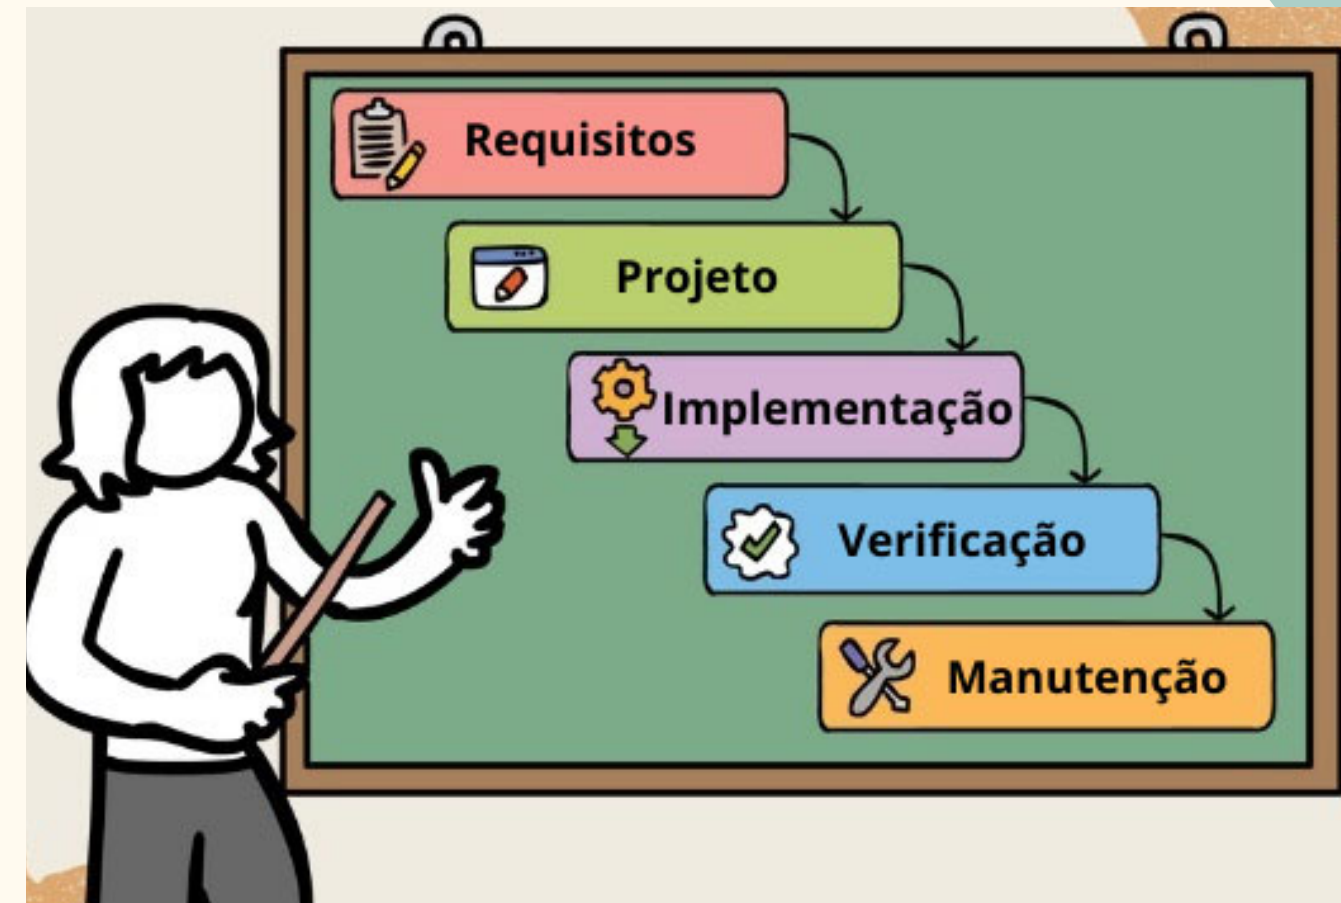 Requisitos
Projeto
Implementação
Verificação
Manutenção